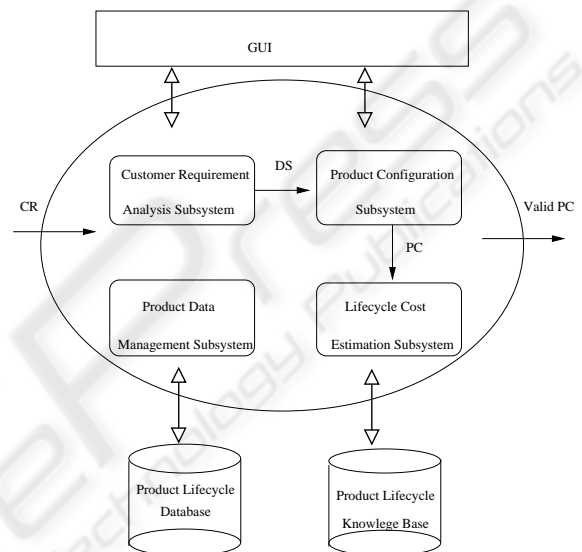 GUI
Customer Requirement
Analysis Subsystem
DS
Product Configuration
Subsystem
CR
Valid PC
PC
Product Data
Management Subsystem
Lifecycle Cost
Estimation Subsystem
Product Lifecycle
Database
Product Lifecycle
Knowlege Base